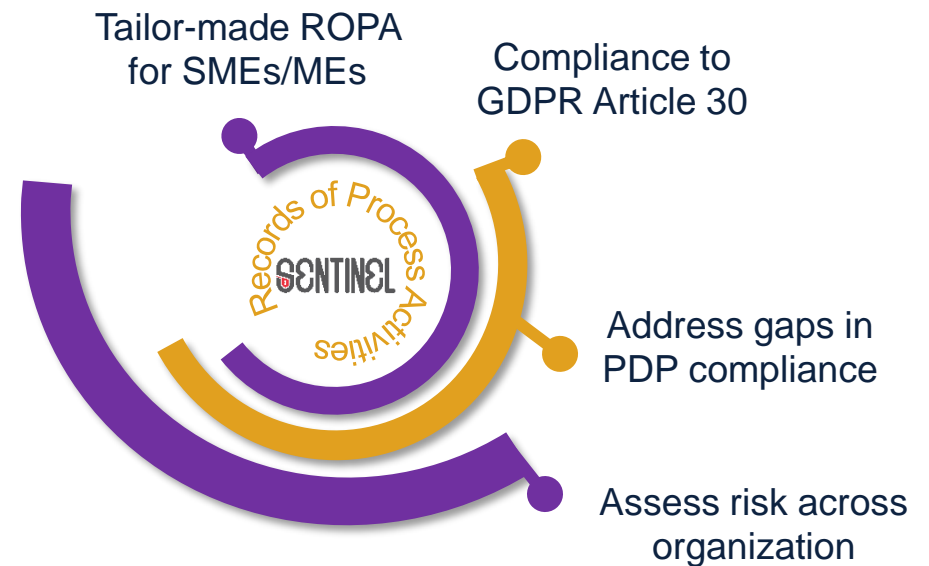 Tailor-made ROPA
for SMEs/MEs
Compliance to
GDPR Article 30
Records of Process Activities
SENTINEL
Address gaps in
PDP compliance
Assess risk across
organization